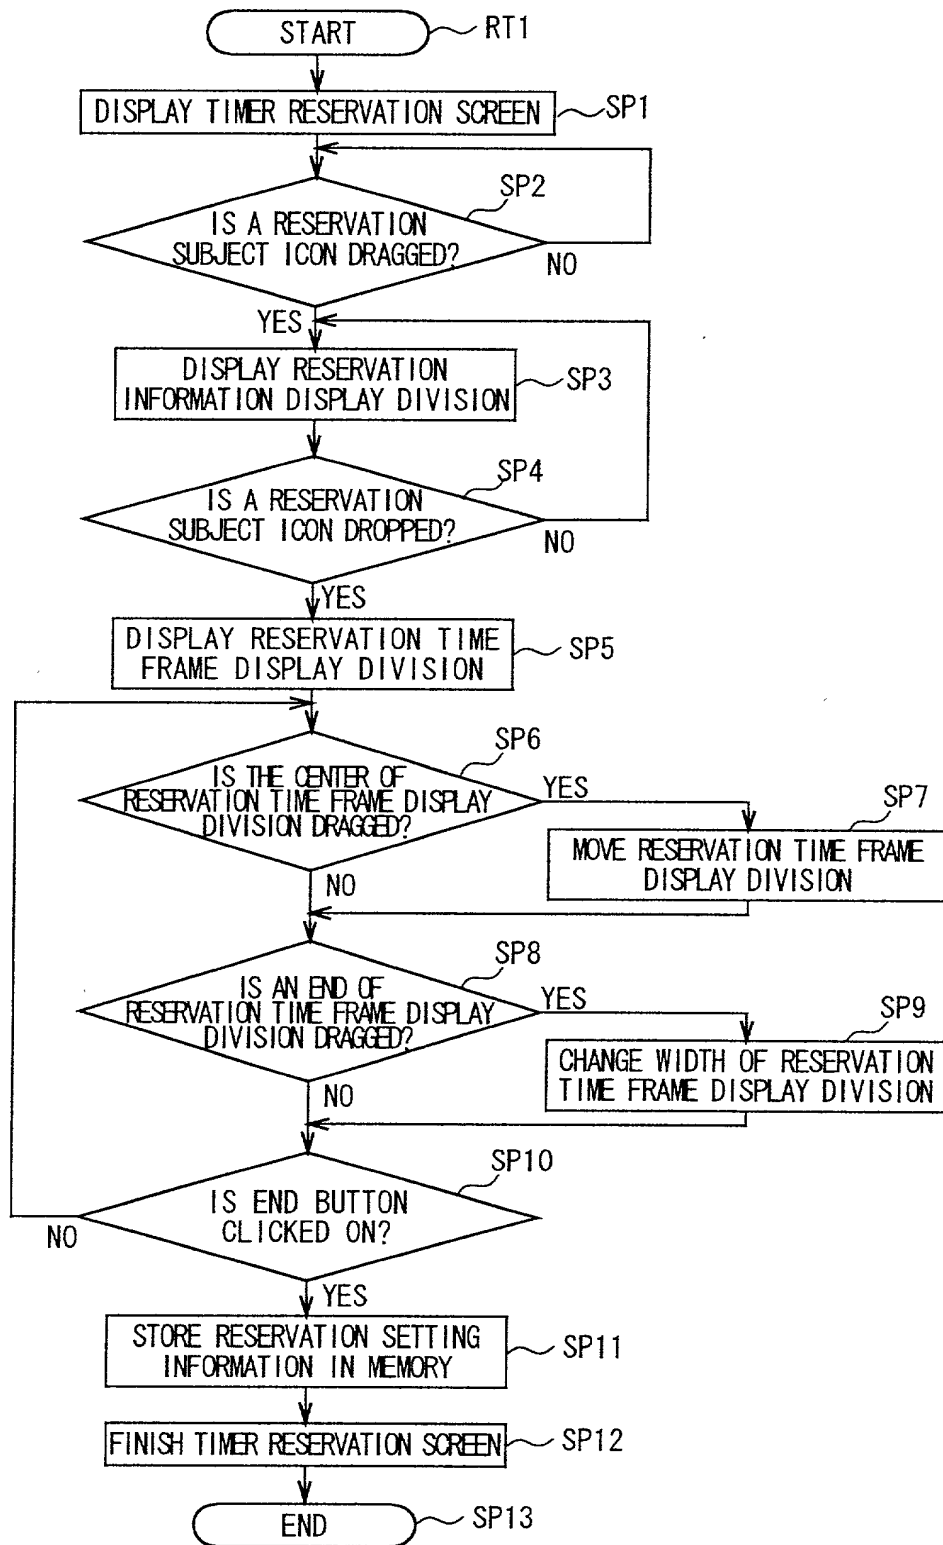 START
RT1
DISPLAY TIMER RESERVATION SCREEN
SP1
SP2
IS A RESERVATION
SUBJECT ICON DRAGGED?
NO
YES
DISPLAY RESERVATION
INFORMATION DISPLAY DIVISION
SP3
SP4
IS A RESERVATION
SUBJECT ICON DROPPED?
NO
YES
DISPLAY RESERVATION TIME
FRAME DISPLAY DIVISION
SP5
SP6
IS THE CENTER OF
RESERVATION TIME FRAME DISPLAY
DIVISION DRAGGED?
YES
SP7
MOVE RESERVATION TIME FRAME
DISPLAY DIVISION
NO
SP8
IS AN END OF
RESERVATION TIME FRAME DISPLAY
DIVISION DRAGGED?
YES
SP9
CHANGE WIDTH OF RESERVATION
TIME FRAME DISPLAY DIVISION
NO
SP10
IS END BUTTON
CLICKED ON?
NO
YES
STORE RESERVATION SETTING
INFORMATION IN MEMORY
SP11
FINISH TIMER RESERVATION SCREEN
SP12
END
SP13